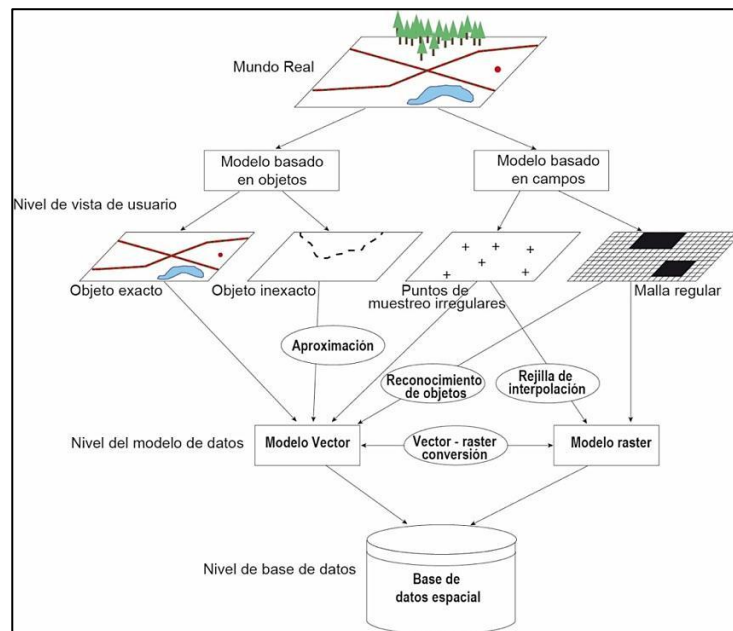 Mundo Real
Modelo basado
en objetos
Modelo basado
en campos
Nivel de vista de usuario
Objeto exacto
Objeto inexacto
Puntos de
muestreo irregulares
Malla regular
Aproximación
Reconocimiento
de objetos
Rejilla de
interpolación
Nivel del modelo de datos
Modelo Vector
Vector - raster
conversión
Modelo raster
Nivel de base de datos
Base de
datos espacial